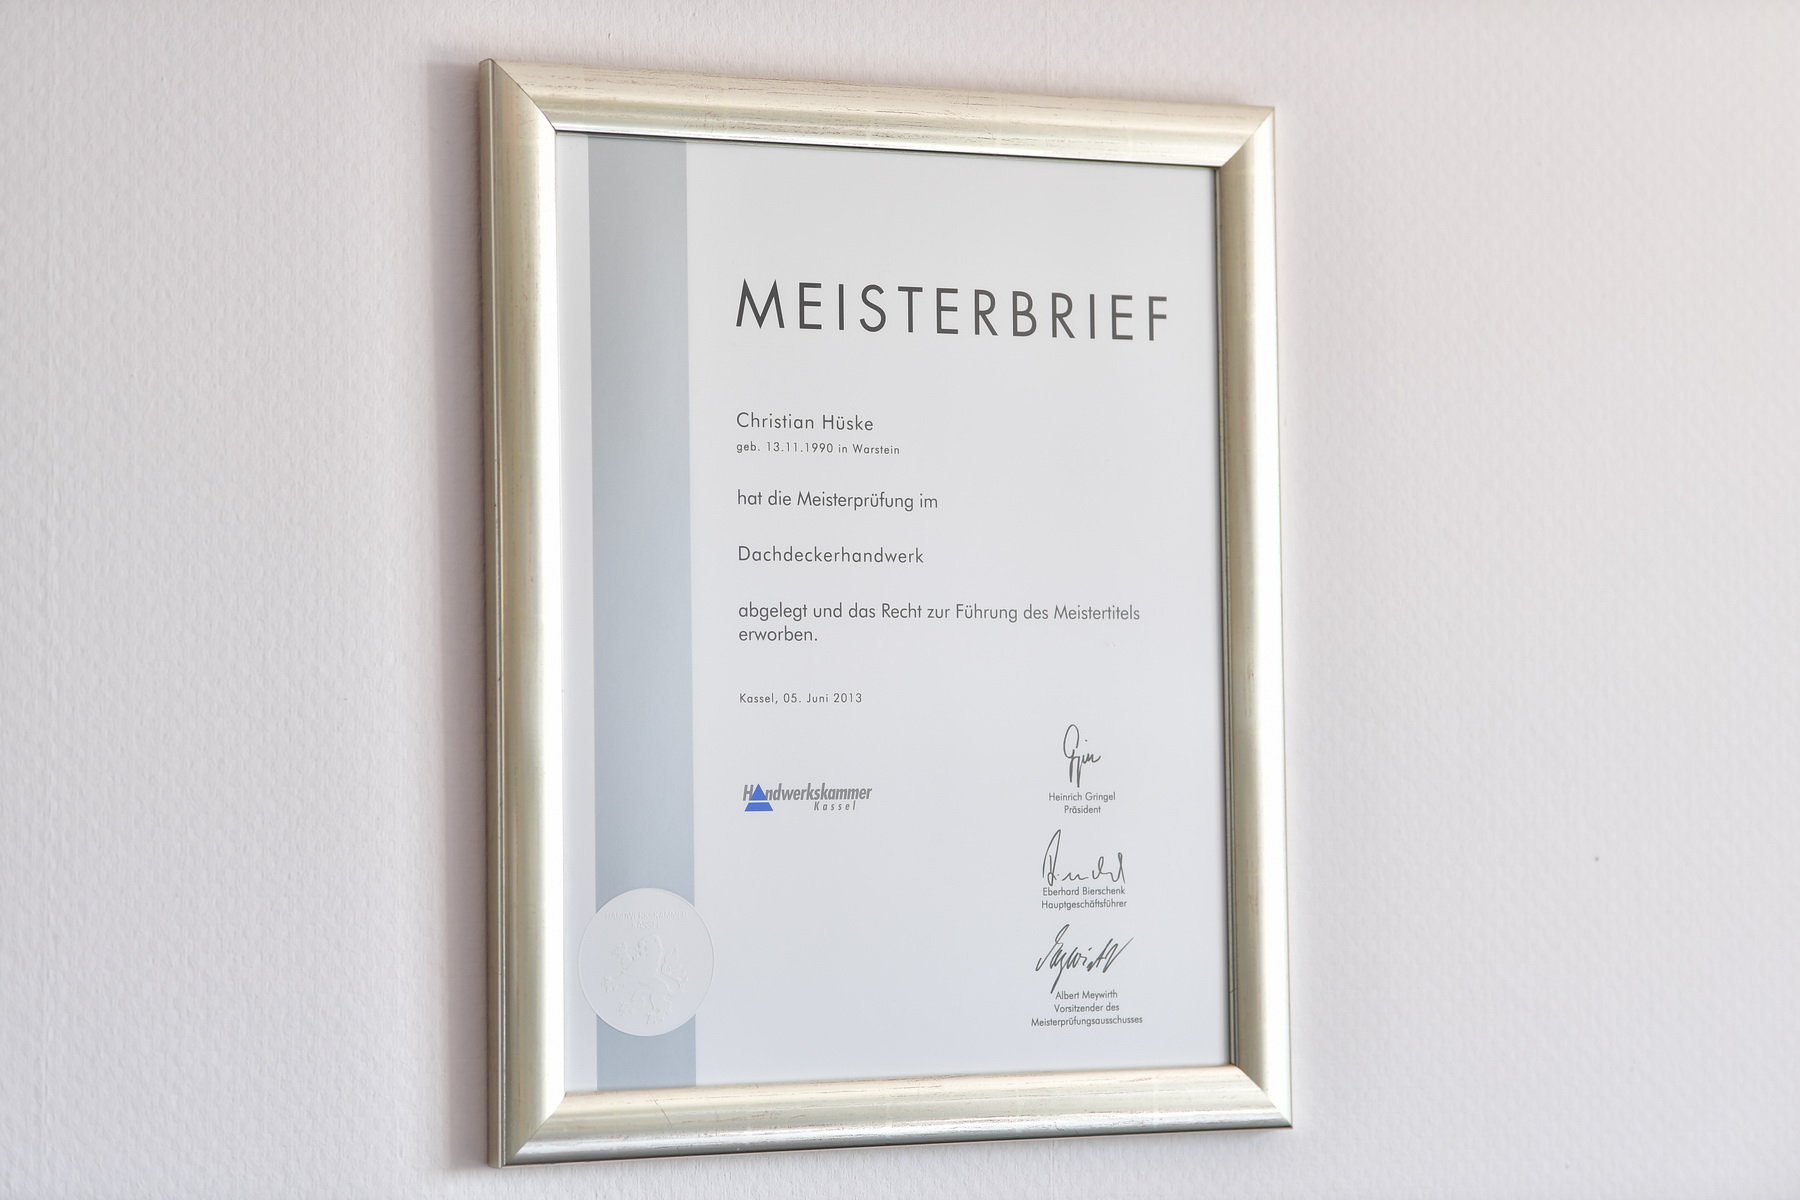 MEISTERBRIEF
Christian Hüske
geb. 13.11.1990 in Warstein
hat die Meisterprüfung im
Dachdeckerhandwerk
abgelegt und das Recht zur Führung des Meistertitels
erworben.
Kassel, 05. Juni 2013
Handwerkskammer
Kassel
Heinrich Gringel
Präsident
Eberhard Bierschenk
Hauptgeschäftsführer
Albert Meywirth
Vorsitzender des
Meisterprüfungsausschusses
HANDWERKSKAMMER
KASSEL